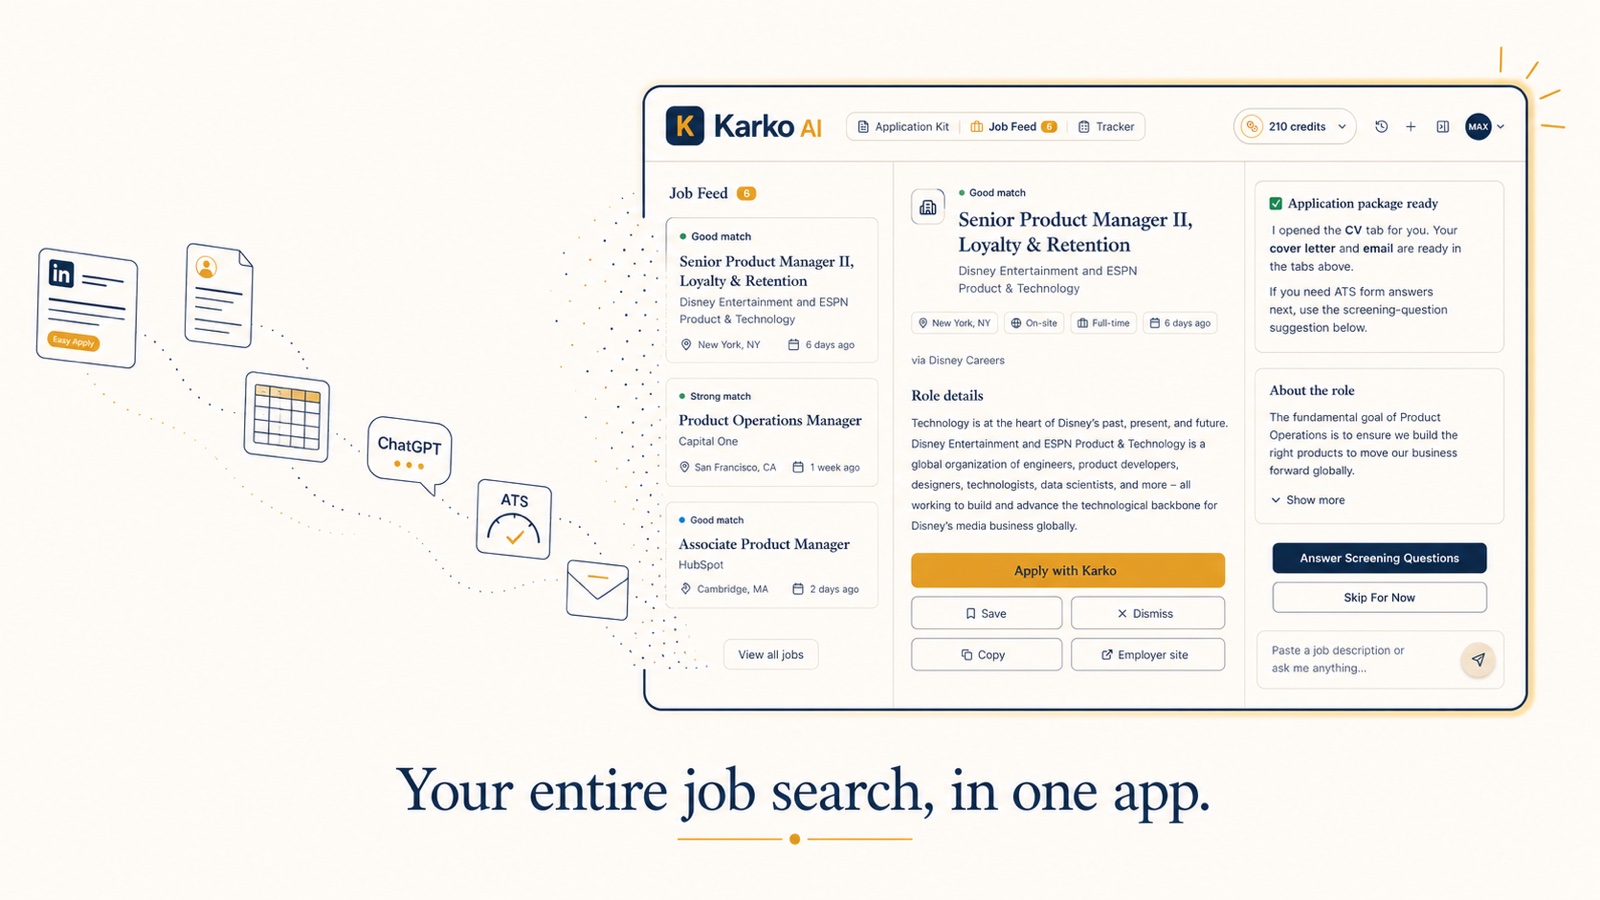 in
Easy Apply
ChatGPT
ATS
K Karko AI
Application Kit
Job Feed 6
Tracker
210 credits
MAX
Job Feed 6
Good match
Senior Product Manager II,
Loyalty & Retention
Disney Entertainment and ESPN
Product & Technology
New York, NY
6 days ago
Strong match
Product Operations Manager
Capital One
San Francisco, CA
1 week ago
Good match
Associate Product Manager
HubSpot
Cambridge, MA
2 days ago
View all jobs
Good match
Senior Product Manager II,
Loyalty & Retention
Disney Entertainment and ESPN
Product & Technology
New York, NY
On-site
Full-time
6 days ago
via Disney Careers
Role details
Technology is at the heart of Disney's past, present, and future.
Disney Entertainment and ESPN Product & Technology is a
global organization of engineers, product developers,
designers, technologists, data scientists, and more – all
working to build and advance the technological backbone for
Disney's media business globally.
Apply with Karko
Save
Dismiss
Copy
Employer site
Application package ready
I opened the CV tab for you. Your
cover letter and email are ready in
the tabs above.
If you need ATS form answers
next, use the screening-question
suggestion below.
About the role
The fundamental goal of Product
Operations is to ensure we build the
right products to move our business
forward globally.
Show more
Answer Screening Questions
Skip For Now
Paste a job description or
ask me anything...
Your entire job search, in one app.